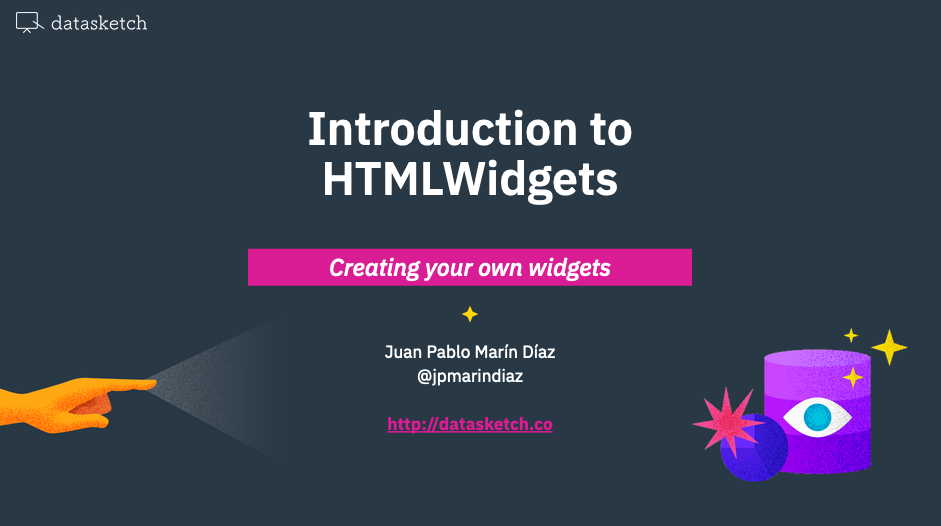 datasketch
Introduction to
HTMLWidgets
Creating your own widgets
Juan Pablo Marín Díaz
@jpmarindiaz
http://datasketch.co